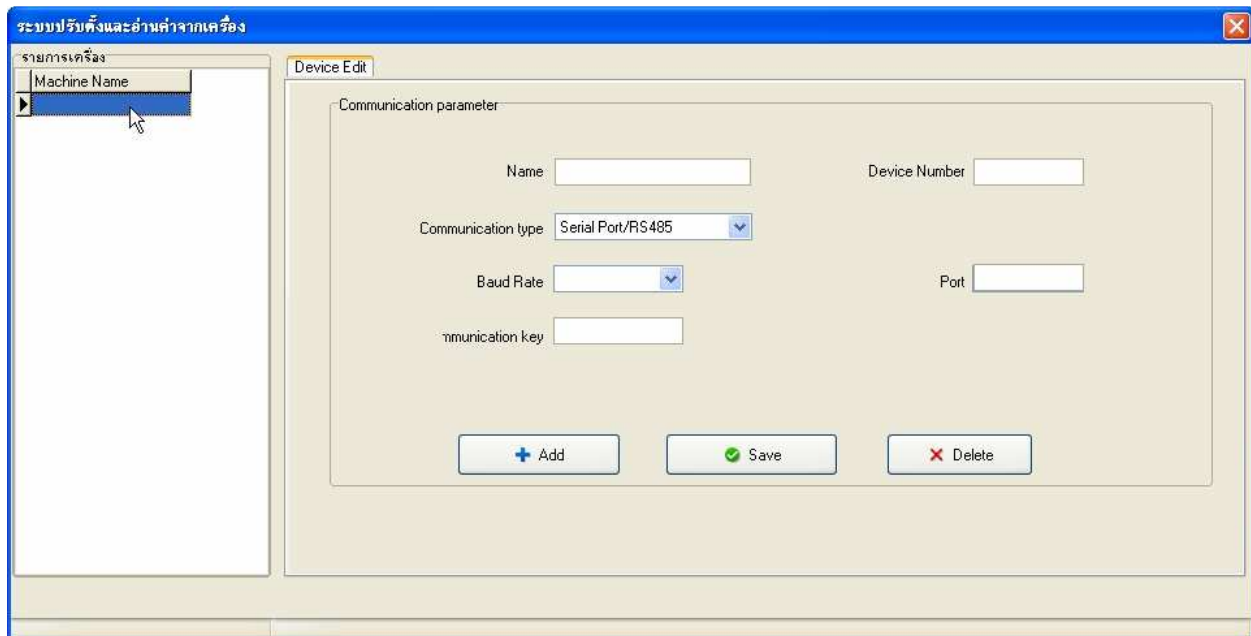 ระบบปรับตั้งและอ่านค่าจากเครื่อง
รายการเครื่อง
Machine Name
Device Edit
Communication parameter
Name
Device Number
Communication type
Serial Port/RS485
Baud Rate
Port
mmunication key
Add
Save
Delete